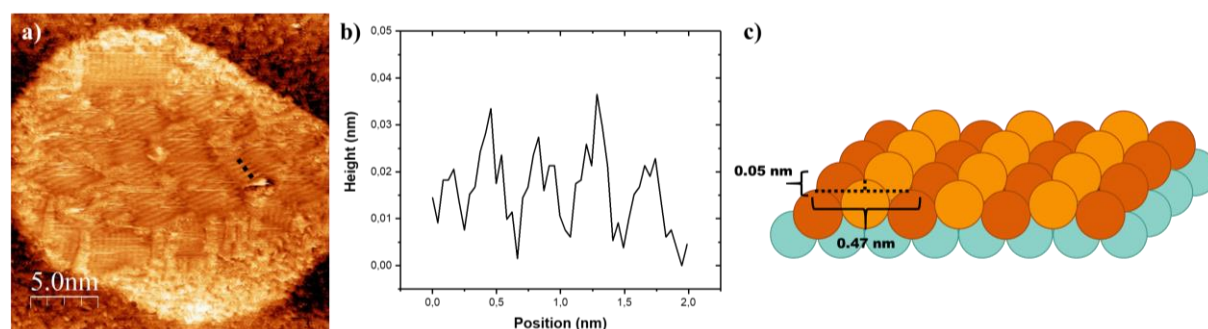 a)
5.0nm
b)
0,05
0,04
0,03
0,02
0,01
0,00
Height (nm)
0,0 0,5 1,0 1,5 2,0
Position (nm)
c)
0.05 nm
0.47 nm